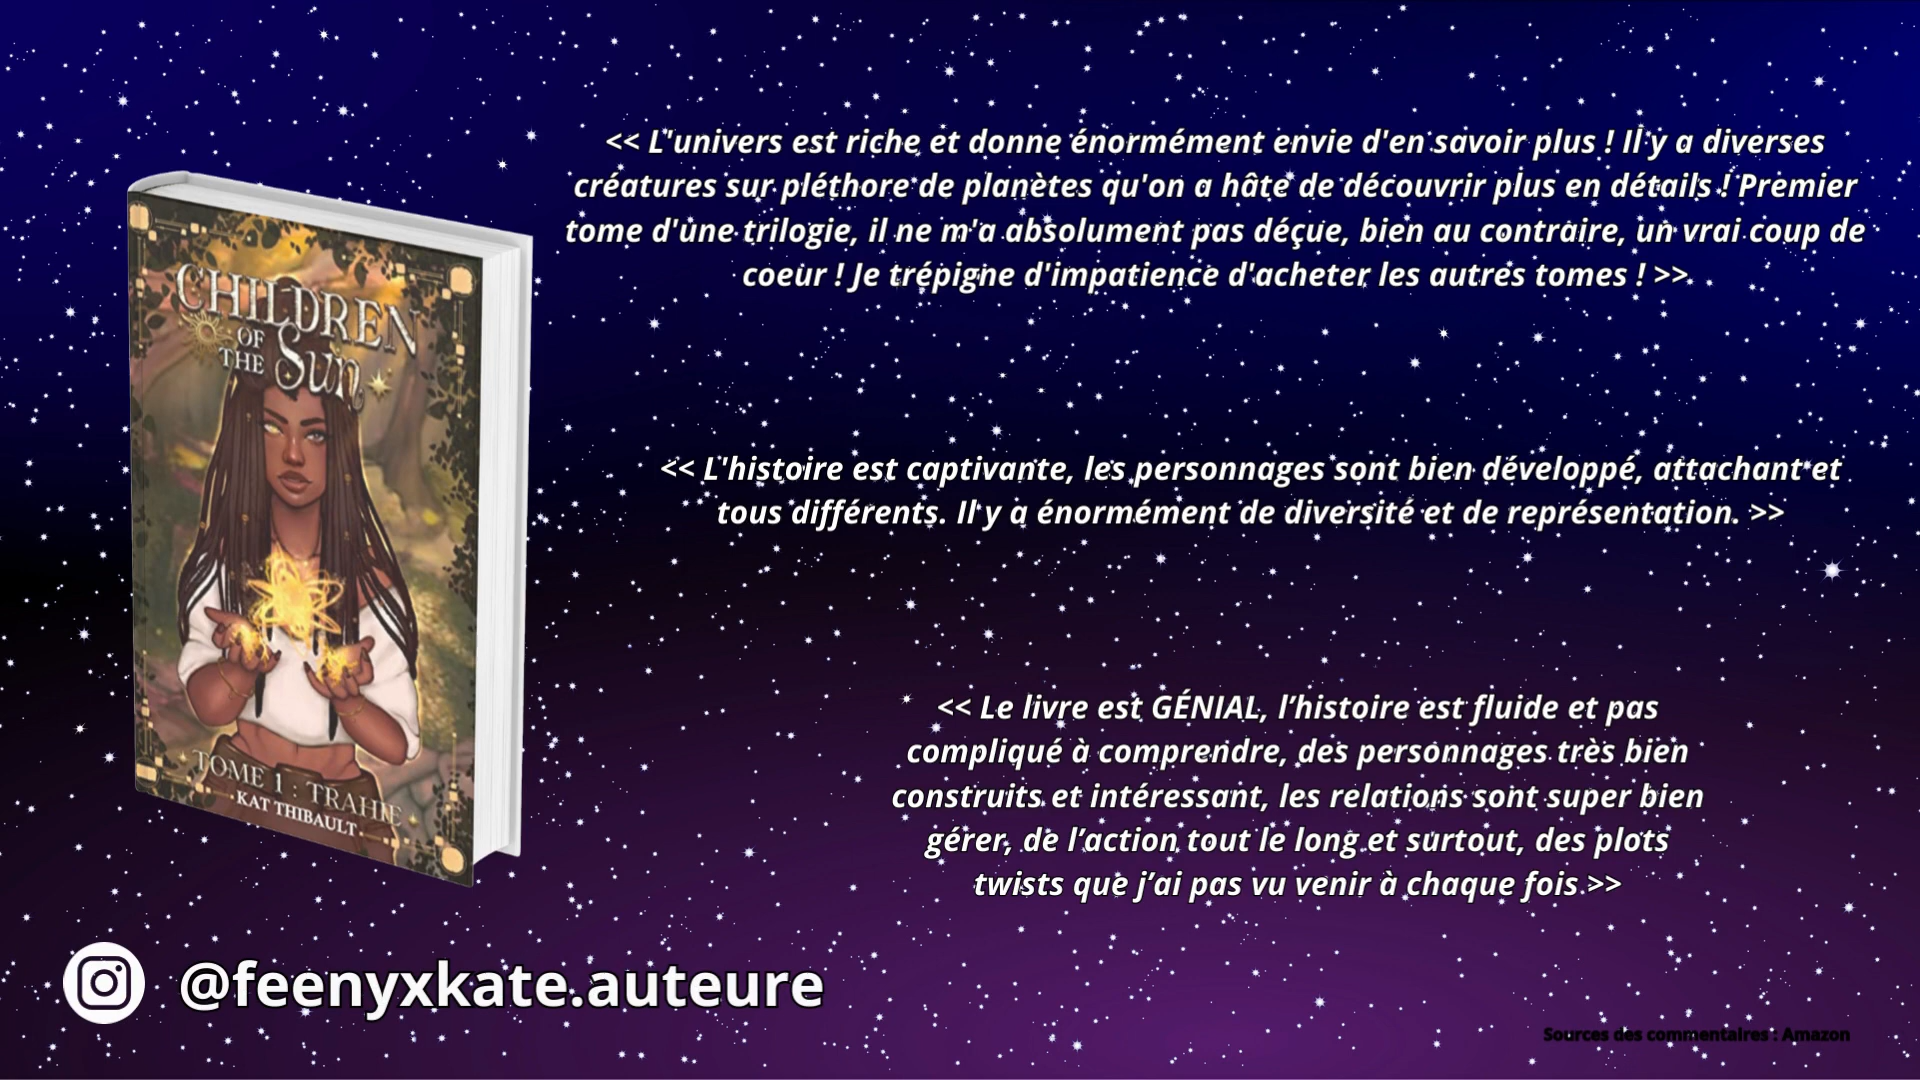 << L'univers est riche et donne énormément envie d'en savoir plus ! Il y a diverses
créatures sur pléthore de planètes qu'on a hâte de découvrir plus en détails ! Premier
tome d'une trilogie, il ne m'a absolument pas déçue, bien au contraire, un vrai coup de
coeur ! Je trépigne d'impatience d'acheter les autres tomes ! >>
CHILDREN
OF
THE Sun
TOME 1 : TRAHIE
KAT THIBAULT
<< L'histoire est captivante, les personnages sont bien développé, attachant et
tous différents. Il y a énormément de diversité et de représentation. >>
<< Le livre est GÉNIAL, l’histoire est fluide et pas
compliqué à comprendre, des personnages très bien
construits et intéressant, les relations sont super bien
gérer, de l’action tout le long et surtout, des plots
twists que j’ai pas vu venir à chaque fois >>
@feenyxkate.auteure
Sources des commentaires : Amazon